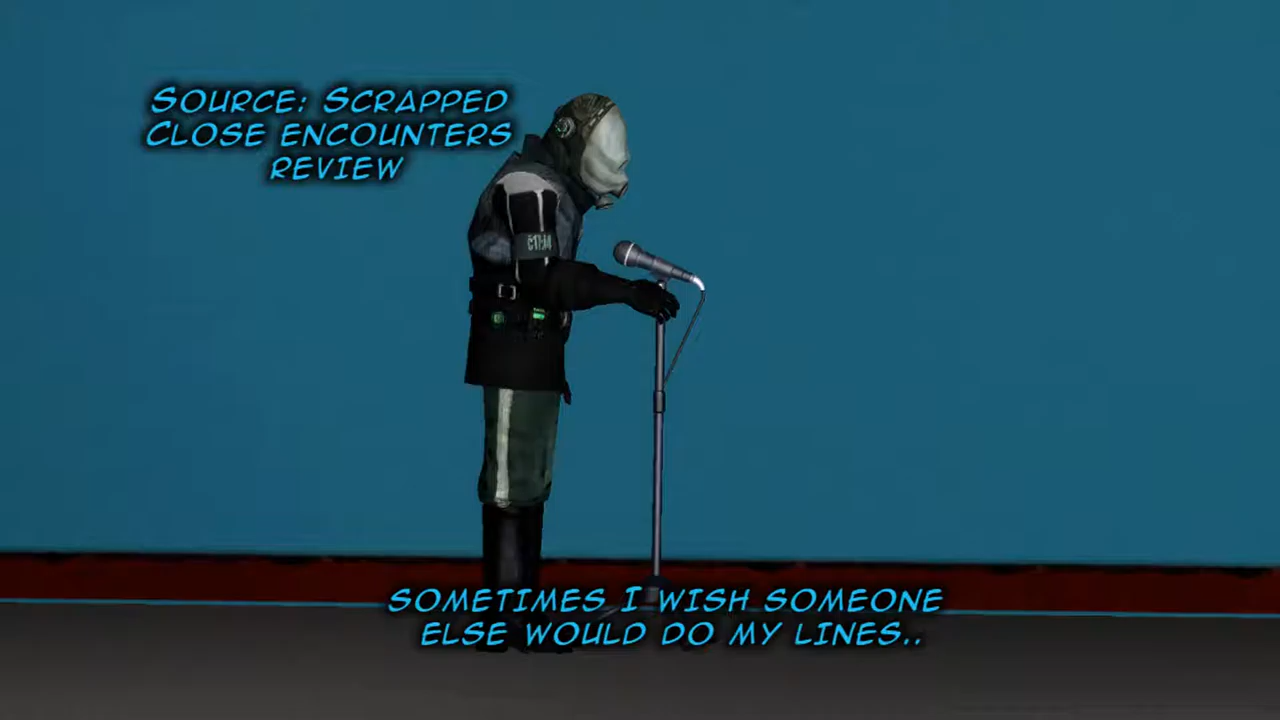 SOURCE: SCRAPPED
CLOSE ENCOUNTERS
REVIEW
SOMETIMES I WISH SOMEONE
ELSE WOULD DO MY LINES..